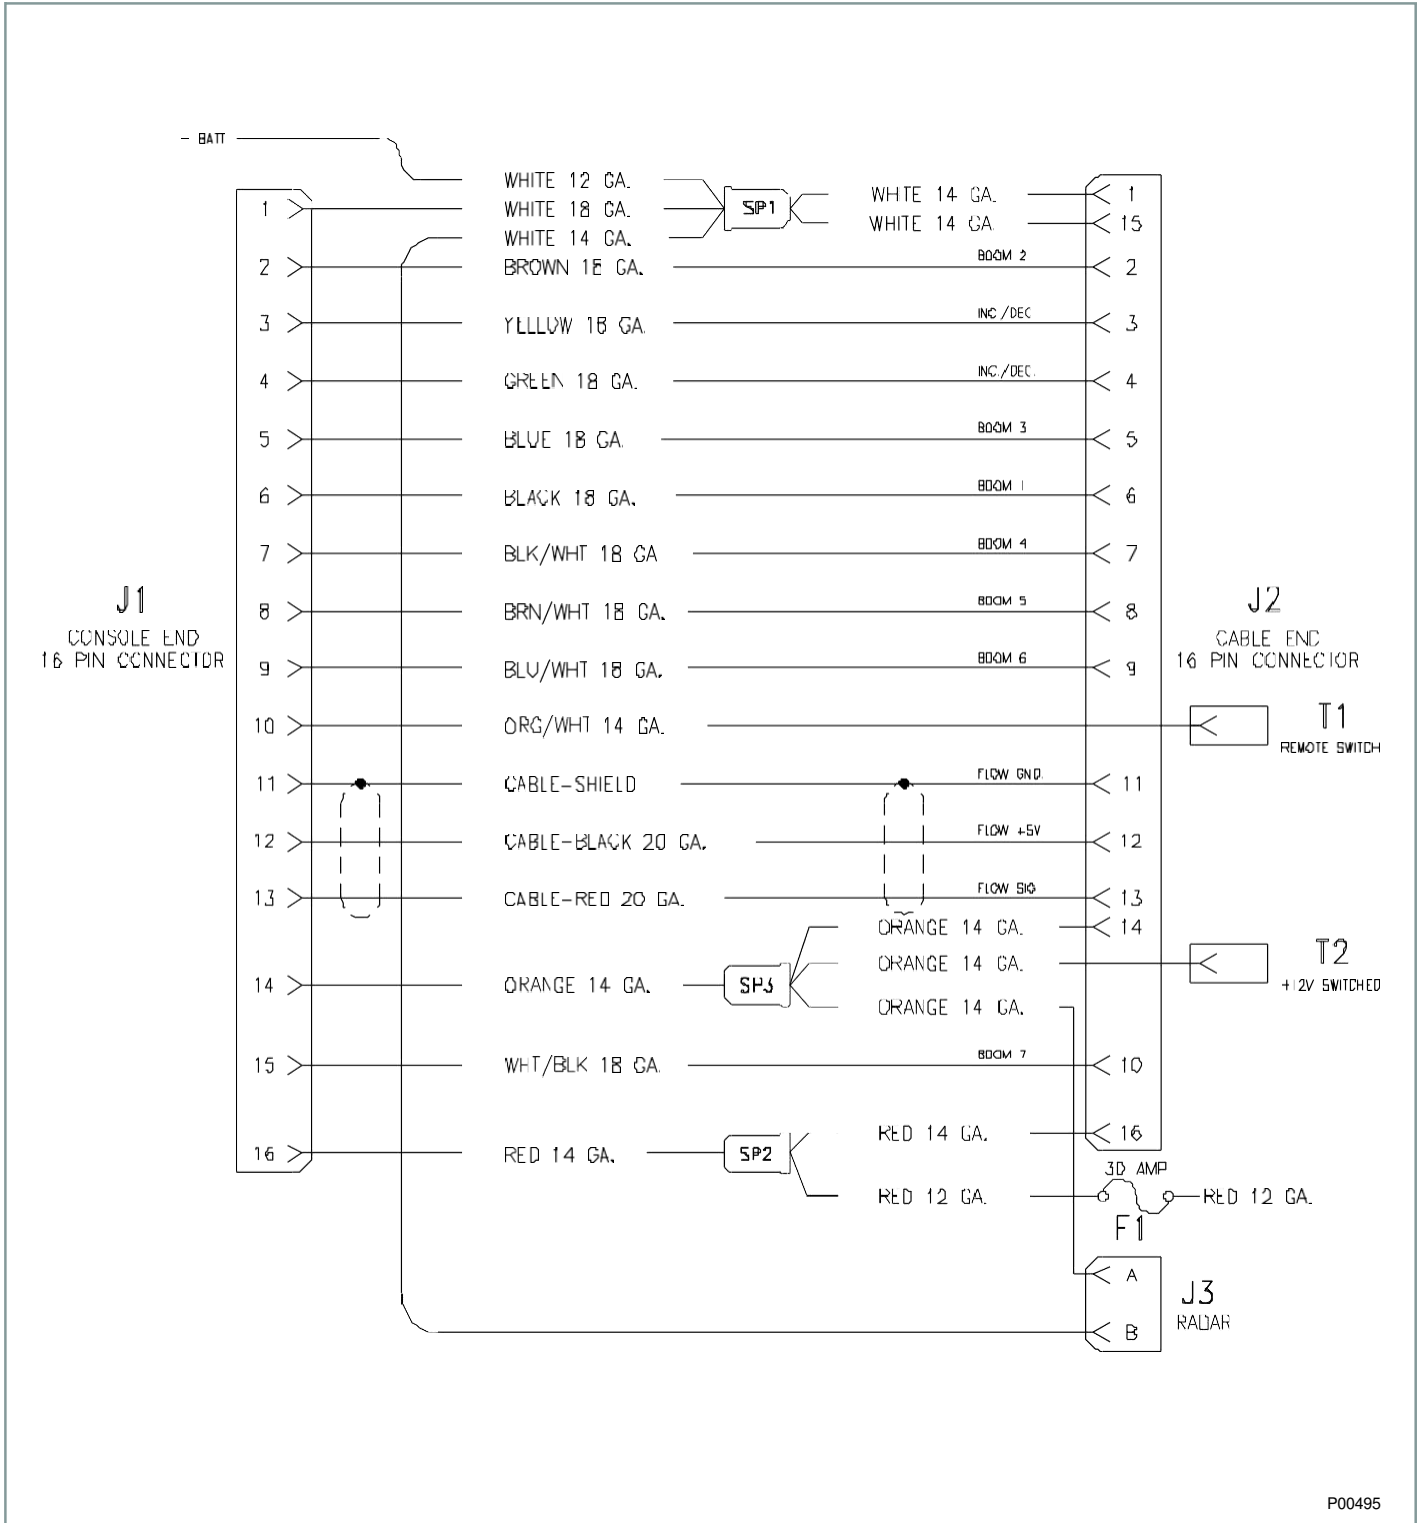 - BATT
WHITE 12 GA.
1 WHITE 18 GA. SP1 WHTE 14 GA. 1
WHITE 14 GA. WHITE 14 GA. 15
2 BROWN 18 GA. BOOM 2 2
3 YELLOW 18 GA. INC/DEC 3
4 GREEN 18 GA. INC./DEC. 4
5 BLUE 18 GA. BOOM 3 5
6 BLACK 18 GA. BOOM 1 6
7 BLK/WHT 18 GA BOOM 4 7
J1
CONSOLE END
16 PIN CONNECTOR
8 BRN/WHT 18 GA. BOOM 5 8
J2
CABLE END
16 PIN CONNECTOR
9 BLU/WHT 18 GA. BOOM 6 9
10 ORG/WHT 14 GA. T1
REMOTE SWITCH
11 CABLE-SHIELD FLOW GND. 11
12 CABLE-BLACK 20 GA. FLOW +5V 12
13 CABLE-RED 20 GA. FLOW SIG 13
ORANGE 14 GA. 14
ORANGE 14 GA. T2
+12V SWITCHED
14 ORANGE 14 GA. SP3
ORANGE 14 GA.
15 WHT/BLK 18 GA. BOOM 7 10
RED 14 GA. 16
16 RED 14 GA. SP2
30 AMP
RED 12 GA. RED 12 GA.
F1
A
J3
RADAR
B
P00495